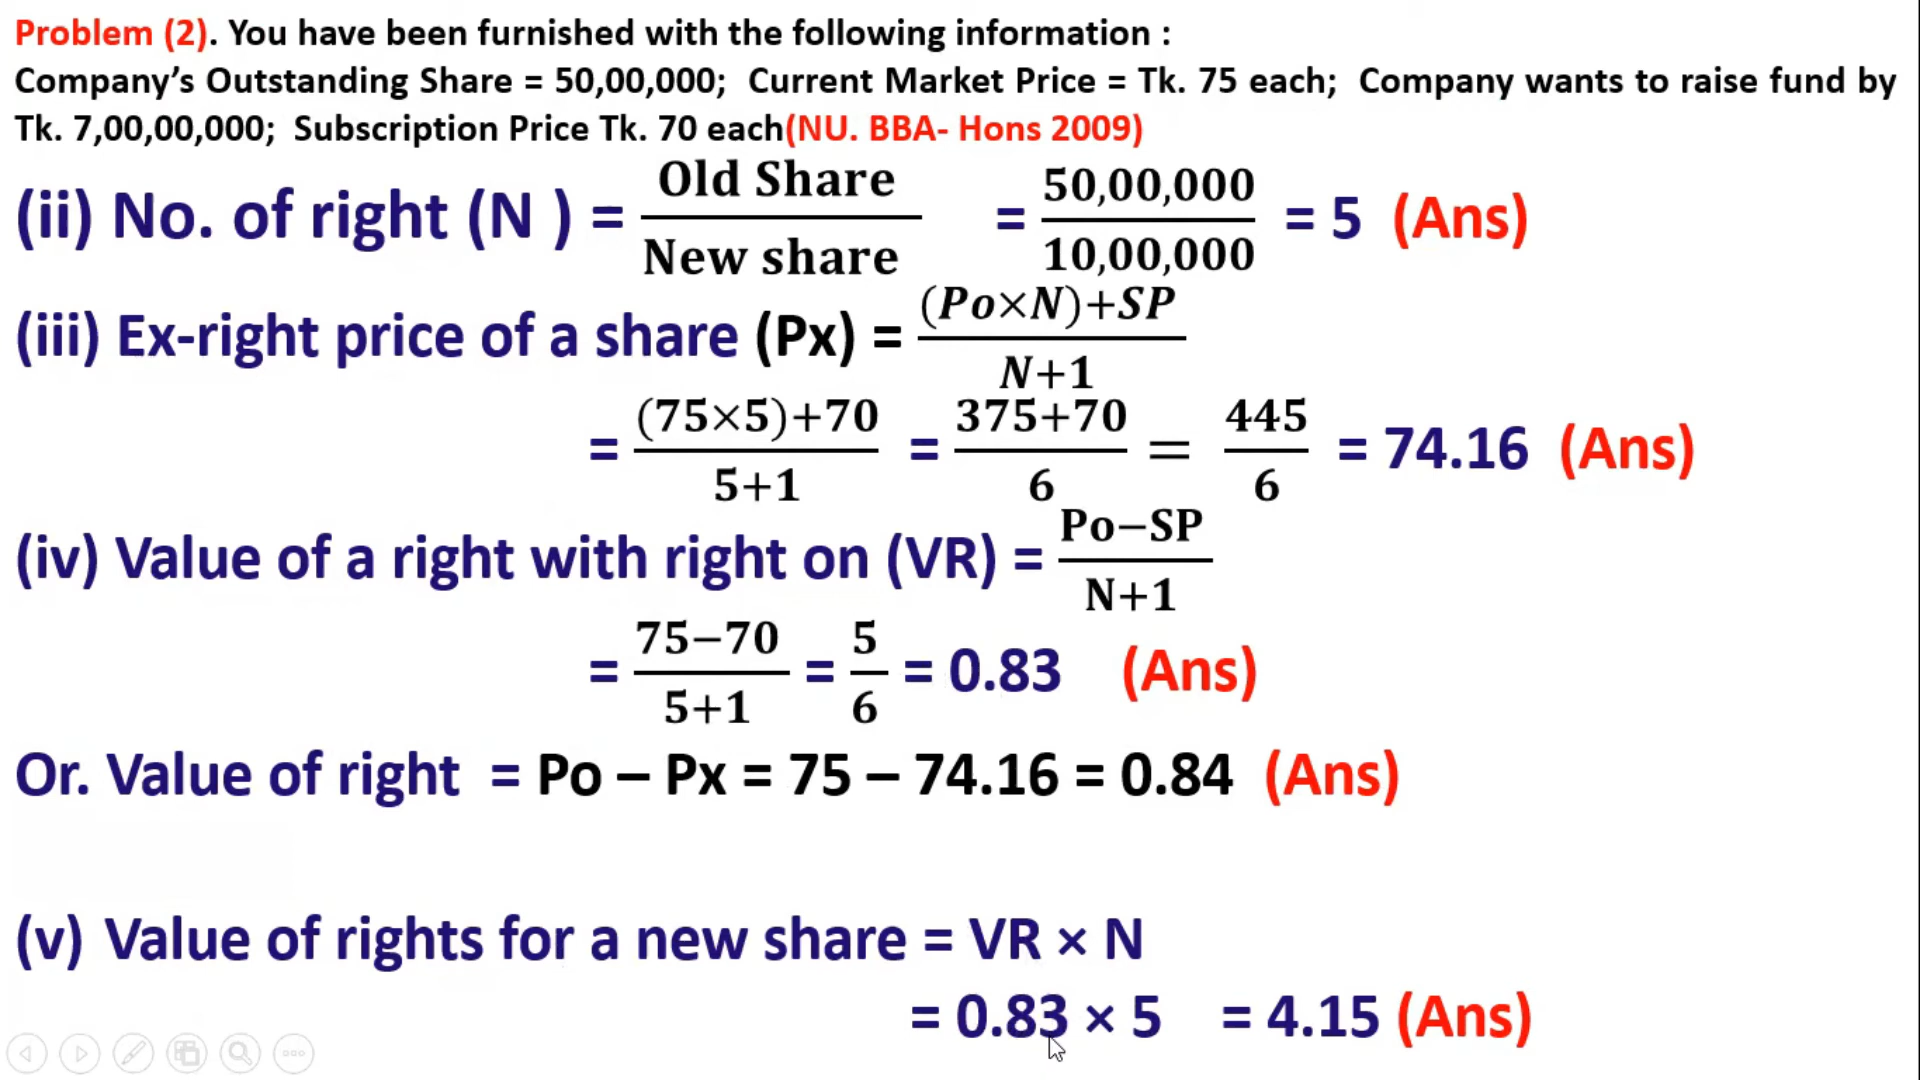 Problem (2). You have been furnished with the following information :
Company’s Outstanding Share = 50,00,000; Current Market Price = Tk. 75 each; Company wants to raise fund by
Tk. 7,00,00,000; Subscription Price Tk. 70 each(NU. BBA- Hons 2009)
(ii) No. of right (N ) = Old Share / New share = 50,00,000 / 10,00,000 = 5 (Ans)
(iii) Ex-right price of a share (Px) = (Po×N)+SP / N+1
= (75×5)+70 / 5+1 = 375+70 / 6 = 445 / 6 = 74.16 (Ans)
(iv) Value of a right with right on (VR) = Po−SP / N+1
= 75−70 / 5+1 = 5 / 6 = 0.83 (Ans)
Or. Value of right = Po – Px = 75 – 74.16 = 0.84 (Ans)
(v) Value of rights for a new share = VR × N
= 0.83 × 5 = 4.15 (Ans)